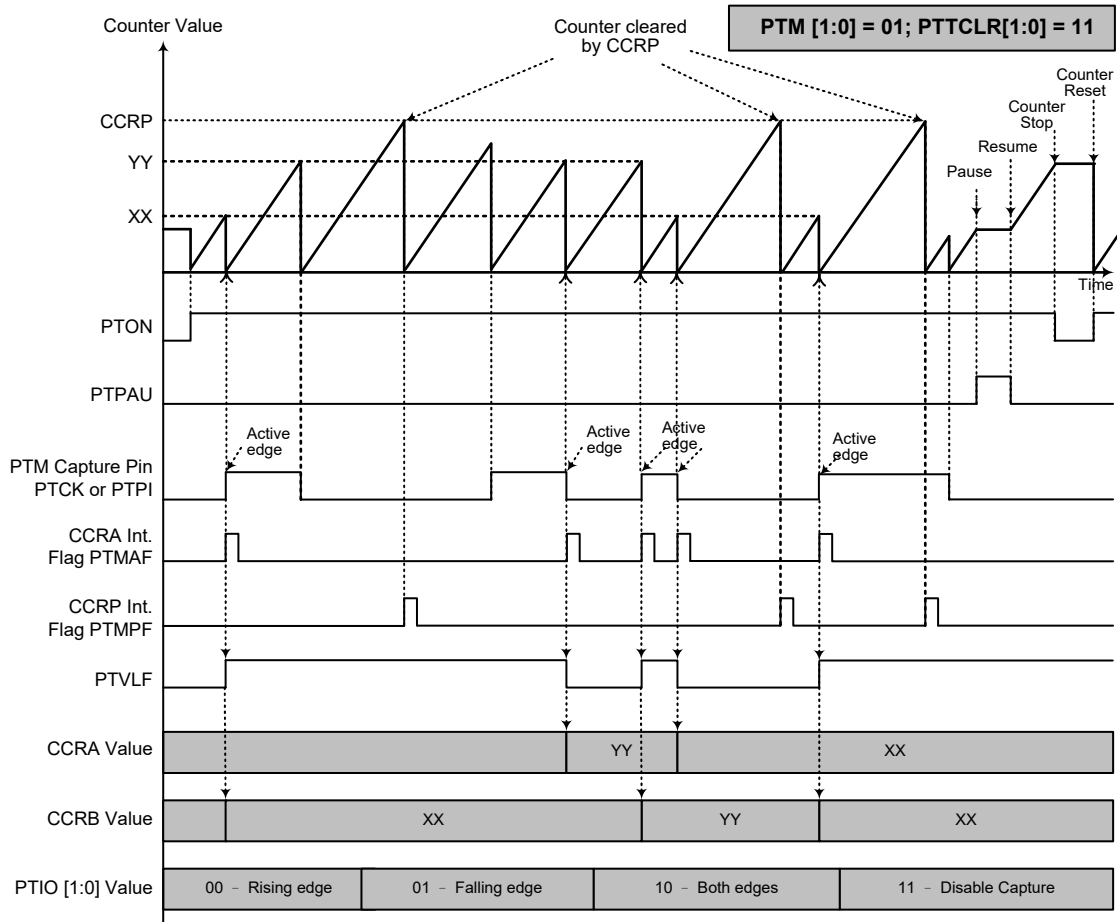 Counter Value
Counter cleared
by CCRP
PTM [1:0] = 01; PTTCLR[1:0] = 11
Counter
Reset
Counter
Stop
CCRP
YY
Resume
Pause
XX
Time
PTON
PTPAU
Active
edge
Active
edge
Active
edge
Active
edge
PTM Capture Pin
PTCK or PTPI
CCRA Int.
Flag PTMAF
CCRP Int.
Flag PTMPF
PTVLF
CCRA Value
YY
XX
CCRB Value
XX
YY
XX
PTIO [1:0] Value
00 - Rising edge
01 - Falling edge
10 - Both edges
11 - Disable Capture